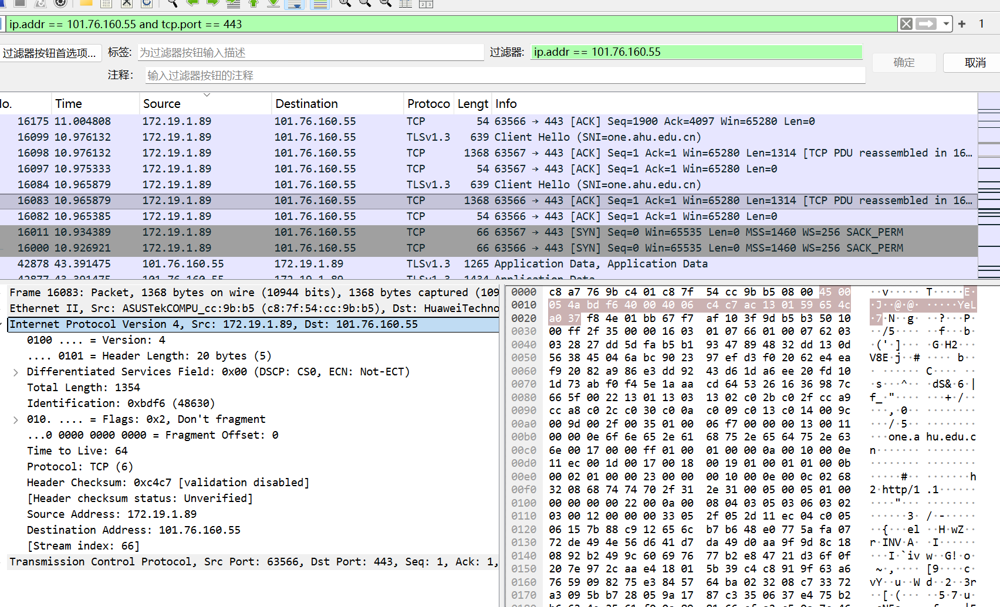 ip.addr == 101.76.160.55 and tcp.port == 443 + 1
过滤器按钮首选项... 标签: 为过滤器按钮输入描述 过滤器: ip.addr == 101.76.160.55
确定 取消
注释: 输入过滤器按钮的注释
No. Time Source Destination Protoco Lengt Info
16175 11.004808 172.19.1.89 101.76.160.55 TCP 54 63566 → 443 [ACK] Seq=1900 Ack=4097 Win=65280 Len=0
16099 10.976132 172.19.1.89 101.76.160.55 TLSv1.3 639 Client Hello (SNI=one.ahu.edu.cn)
16098 10.976132 172.19.1.89 101.76.160.55 TCP 1368 63567 → 443 [ACK] Seq=1 Ack=1 Win=65280 Len=1314 [TCP PDU reassembled in 16…
16097 10.975333 172.19.1.89 101.76.160.55 TCP 54 63567 → 443 [ACK] Seq=1 Ack=1 Win=65280 Len=0
16084 10.965879 172.19.1.89 101.76.160.55 TLSv1.3 639 Client Hello (SNI=one.ahu.edu.cn)
16083 10.965879 172.19.1.89 101.76.160.55 TCP 1368 63566 → 443 [ACK] Seq=1 Ack=1 Win=65280 Len=1314 [TCP PDU reassembled in 16…
16082 10.965385 172.19.1.89 101.76.160.55 TCP 54 63566 → 443 [ACK] Seq=1 Ack=1 Win=65280 Len=0
16011 10.934389 172.19.1.89 101.76.160.55 TCP 66 63567 → 443 [SYN] Seq=0 Win=65535 Len=0 MSS=1460 WS=256 SACK_PERM
16000 10.926921 172.19.1.89 101.76.160.55 TCP 66 63566 → 443 [SYN] Seq=0 Win=65535 Len=0 MSS=1460 WS=256 SACK_PERM
42878 43.391475 101.76.160.55 172.19.1.89 TLSv1.3 1265 Application Data, Application Data
42877 43.391475 101.76.160.55 172.19.1.89 TLSv1.3 1434 Application Data
Frame 16083: Packet, 1368 bytes on wire (10944 bits), 1368 bytes captured (109
Ethernet II, Src: ASUSTekCOMPU_cc:9b:b5 (c8:7f:54:cc:9b:b5), Dst: HuaweiTechno
Internet Protocol Version 4, Src: 172.19.1.89, Dst: 101.76.160.55
0100 .... = Version: 4
.... 0101 = Header Length: 20 bytes (5)
Differentiated Services Field: 0x00 (DSCP: CS0, ECN: Not-ECT)
Total Length: 1354
Identification: 0xbdf6 (48630)
010. .... = Flags: 0x2, Don't fragment
...0 0000 0000 0000 = Fragment Offset: 0
Time to Live: 64
Protocol: TCP (6)
Header Checksum: 0xc4c7 [validation disabled]
[Header checksum status: Unverified]
Source Address: 172.19.1.89
Destination Address: 101.76.160.55
[Stream index: 66]
Transmission Control Protocol, Src Port: 63566, Dst Port: 443, Seq: 1, Ack: 1,
0000 c8 a7 76 9b c4 01 c8 7f 54 cc 9b b5 08 00 45 00 ··v····· T·····E·
0010 05 4a bd f6 40 00 40 06 c4 c7 ac 13 01 59 65 4c ·J··@·@· ·····YeL
0020 a0 37 f8 4e 01 bb 67 f7 af 10 3f 9d b5 b3 50 10 ·7·N··g· ··?···P·
0030 00 ff 2f 35 00 00 16 03 01 07 66 01 00 07 62 03 ··/5···· ··f···b·
0040 03 28 27 dd 5d fa b5 b1 93 47 89 48 32 dd 13 0d ·('·]··· ·G·H2···
0050 56 38 45 04 6a bc 90 23 97 ef d3 f0 20 62 e4 ea V8E·j··# ···· b··
0060 f9 20 82 a9 86 e3 dd 92 43 d6 1d a6 ee 20 fd 10 · ······ C···· ··
0070 1d 73 ab f0 f4 5e 1a aa cd 64 53 26 16 36 98 7c ·s···^·· ·dS&·6·|
0080 66 5f 00 22 13 01 13 03 13 02 c0 2b c0 2f cc a9 f_·"···· ···+·/··
0090 cc a8 c0 2c c0 30 c0 0a c0 09 c0 13 c0 14 00 9c ···,·0·· ········
00a0 00 9d 00 2f 00 35 01 00 06 f7 00 00 00 13 00 11 ···/·5·· ········
00b0 00 00 0e 6f 6e 65 2e 61 68 75 2e 65 64 75 2e 63 ···one.a hu.edu.c
00c0 6e 00 17 00 00 ff 01 00 01 00 00 0a 00 10 00 0e n······· ········
00d0 11 ec 00 1d 00 17 00 18 00 19 01 00 01 01 00 0b ········ ········
00e0 00 02 01 00 00 23 00 00 00 10 00 0e 00 0c 02 68 ·····#·· ·······h
00f0 32 08 68 74 74 70 2f 31 2e 31 00 05 00 05 01 00 2·http/1 .1······
0100 00 00 00 00 22 00 0a 00 08 04 03 05 03 06 03 02 ····"··· ········
0110 03 00 12 00 00 00 33 05 2f 05 2d 11 ec 04 c0 05 ······3· /·-·····
0120 06 15 7b 88 c9 12 65 6c b7 b6 48 e0 77 5a fa 07 ··{···el ··H·wZ··
0130 72 de 49 4e 56 d6 41 d7 da 49 d0 aa 9f 9d 8c 18 r·INV·A· ·I······
0140 08 92 b2 49 9c 60 69 76 77 b2 e8 47 21 d3 6f 0f ···I·`iv w··G!·o·
0150 20 7e 97 2c aa e4 18 01 5b 39 c4 c8 91 9f 63 a6 ~·,···· [9····c·
0160 76 59 09 82 75 e3 84 57 64 ba 02 32 08 c7 33 72 vY··u··W d··2··3r
0170 a3 09 5b b7 28 05 9a 17 87 c3 35 06 37 e4 75 b2 ··[·(··· ··5·7·u·